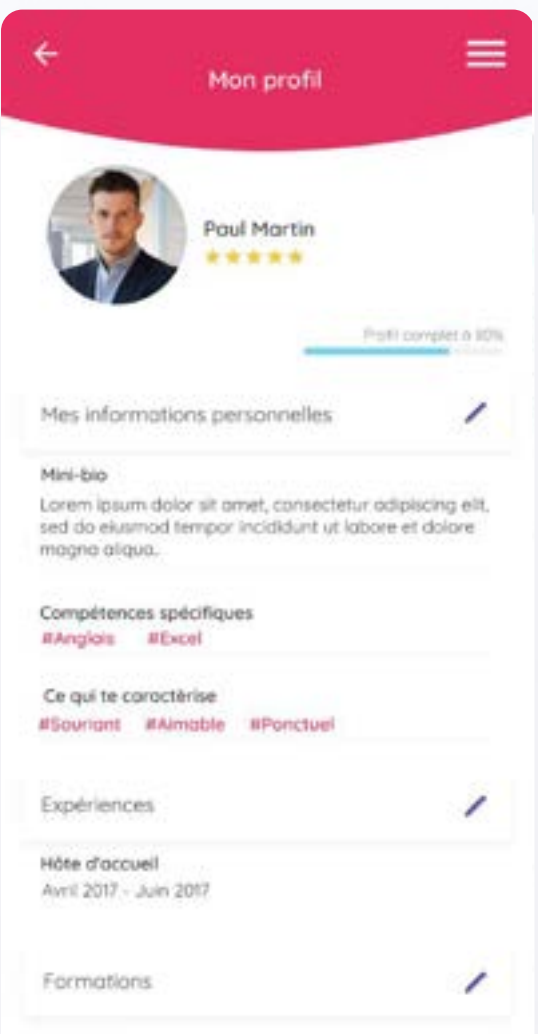 Mon profil
Paul Martin
Profil complet à 80%
Mes informations personnelles
Mini-bio
Lorem ipsum dolor sit amet, consectetur adipiscing elit,
sed do eiusmod tempor incididunt ut labore et dolore
magna aliqua.
Compétences spécifiques
#Anglais #Excel
Ce qui te caractèrise
#Souriant #Aimable #Ponctuel
Expériences
Hôte d'accueil
Avril 2017 - Juin 2017
Formations